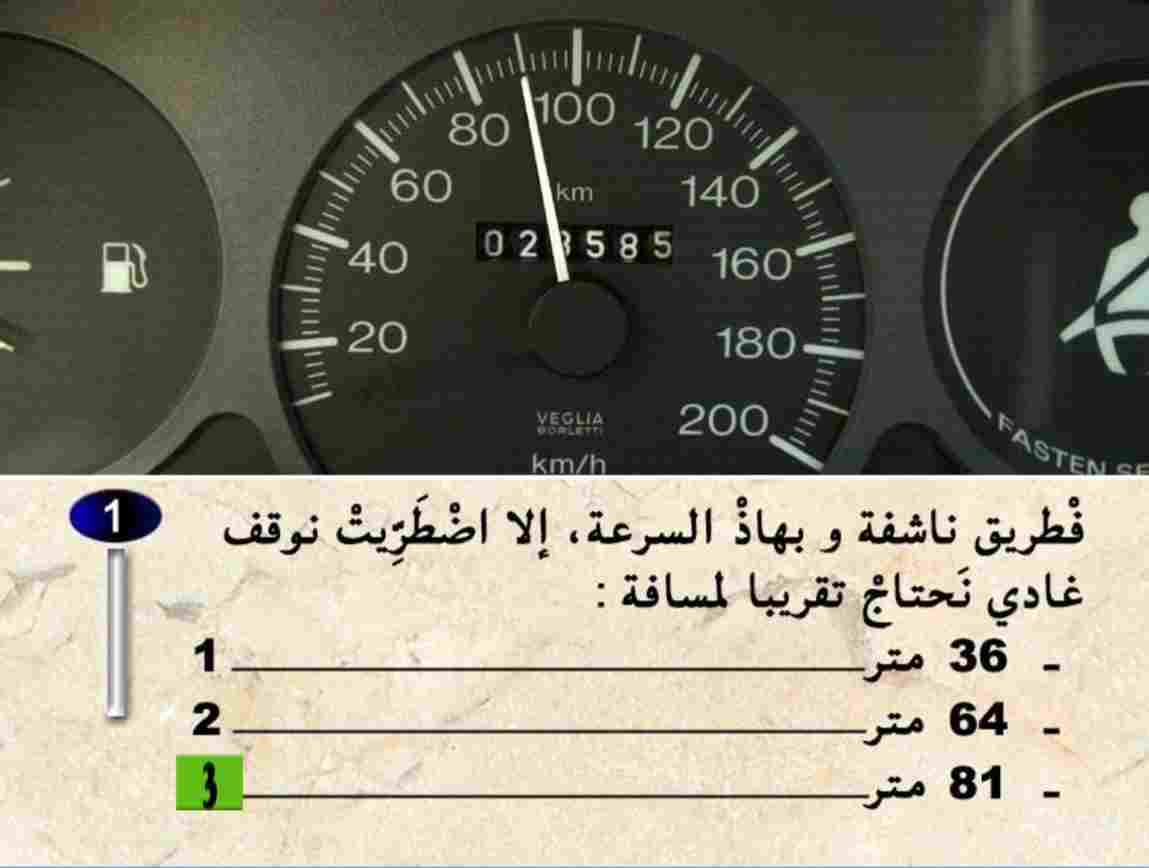 20
40
60
80
100
120
140
160
180
200
km
VEGLIA
BORLETTI
km/h
FASTEN SE
1
فْطريق ناشفة و بهاذْ السرعة، إلا اضْطَرِّيتْ نوقف
غادي نَحتاجْ تقريبا لمسافة :
ـ 36 متر 1
ـ 64 متر 2
ـ 81 متر 3